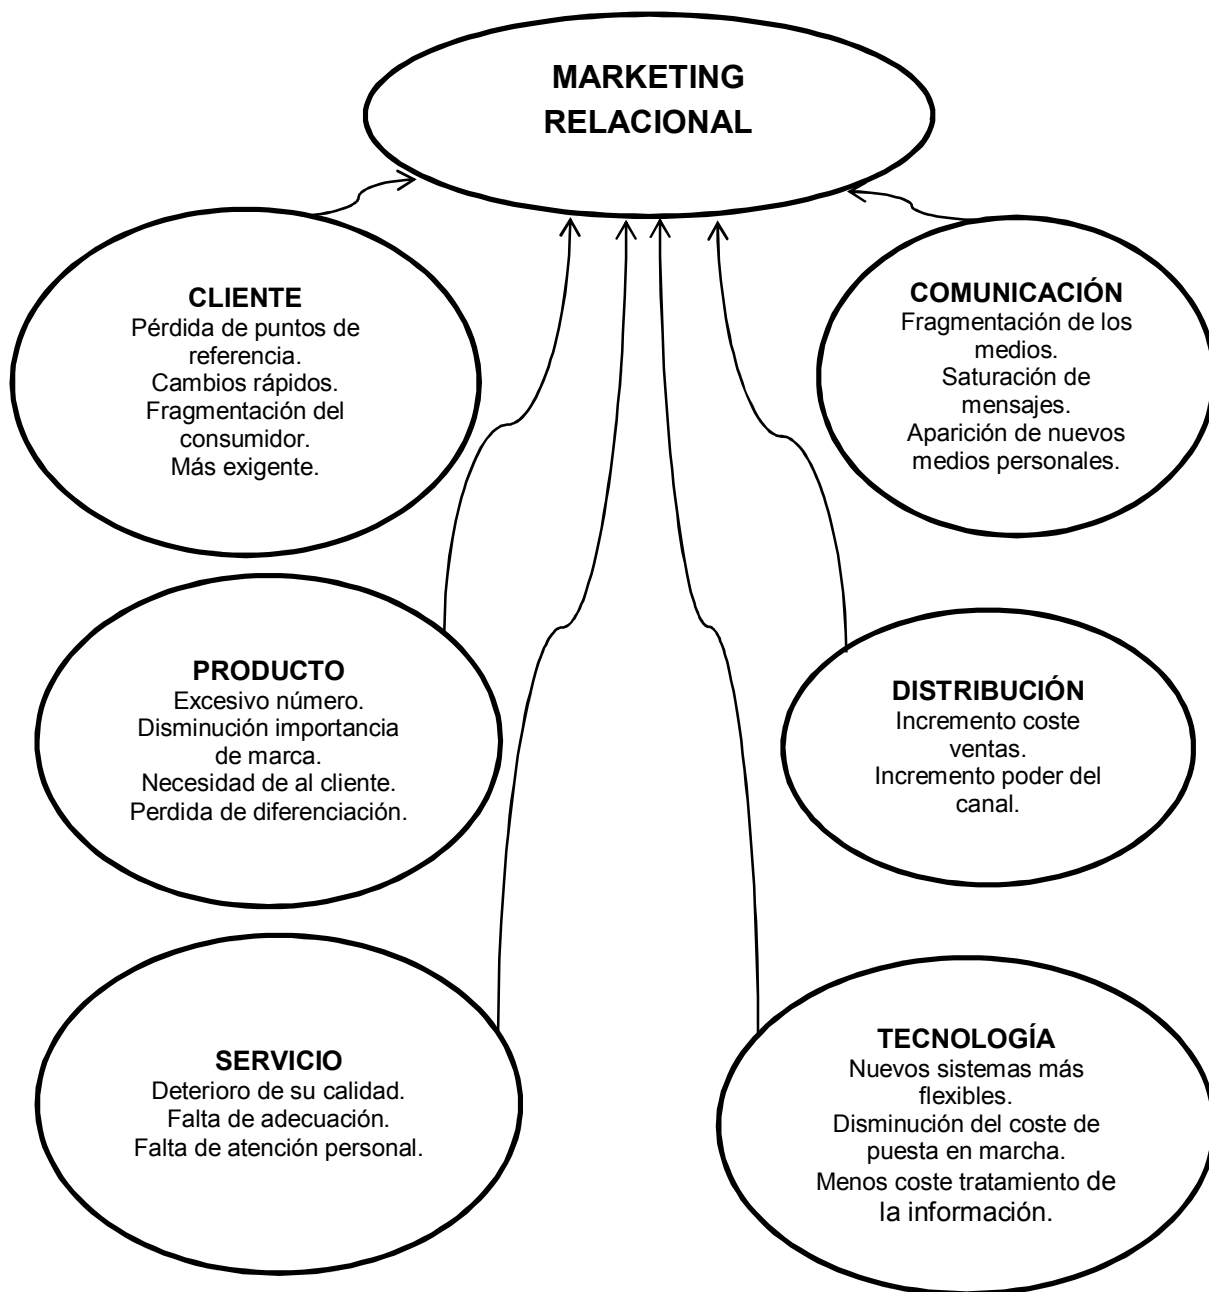 MARKETING
RELACIONAL
CLIENTE
Pérdida de puntos de
referencia.
Cambios rápidos.
Fragmentación del
consumidor.
Más exigente.
COMUNICACIÓN
Fragmentación de los
medios.
Saturación de
mensajes.
Aparición de nuevos
medios personales.
PRODUCTO
Excesivo número.
Disminución importancia
de marca.
Necesidad de al cliente.
Perdida de diferenciación.
DISTRIBUCIÓN
Incremento coste
ventas.
Incremento poder del
canal.
SERVICIO
Deterioro de su calidad.
Falta de adecuación.
Falta de atención personal.
TECNOLOGÍA
Nuevos sistemas más
flexibles.
Disminución del coste de
puesta en marcha.
Menos coste tratamiento de
la información.